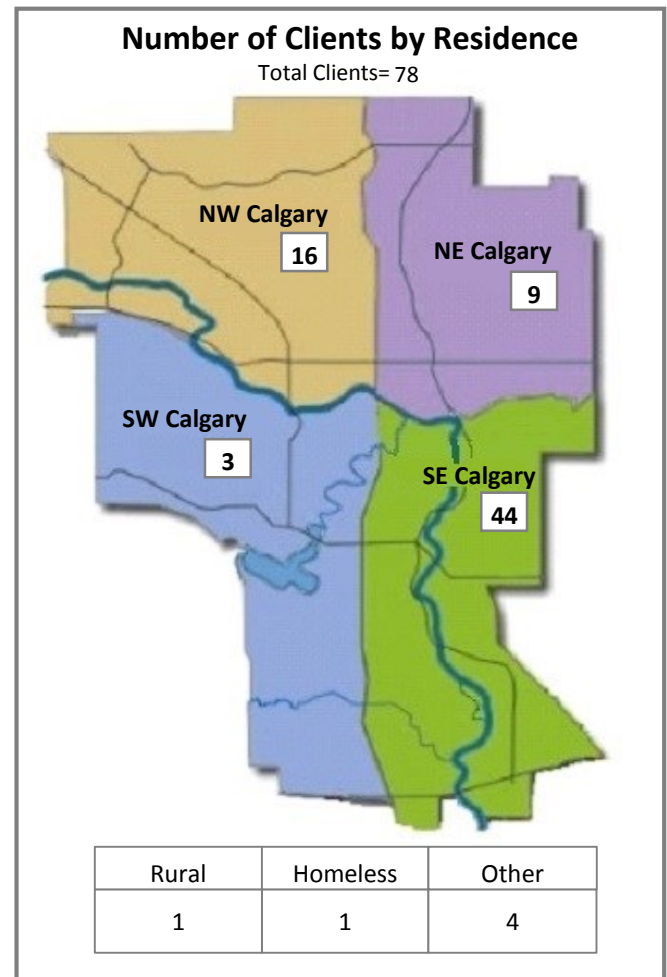 Number of Clients by Residence
Total Clients= 78
NW Calgary
16
NE Calgary
9
SW Calgary
3
SE Calgary
44
Rural Homeless Other
1 1 4